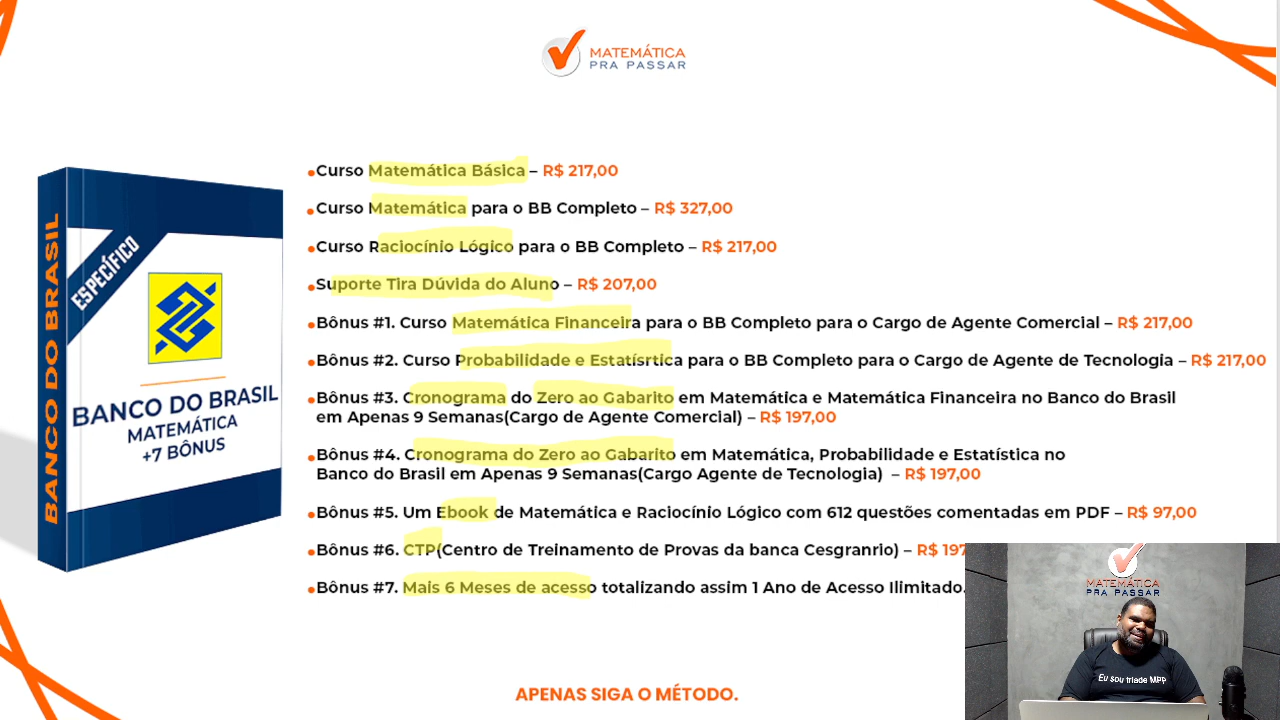 MATEMÁTICA
PRA PASSAR
•Curso Matemática Básica – R$ 217,00
•Curso Matemática para o BB Completo – R$ 327,00
•Curso Raciocínio Lógico para o BB Completo – R$ 217,00
•Suporte Tira Dúvida do Aluno – R$ 207,00
•Bônus #1. Curso Matemática Financeira para o BB Completo para o Cargo de Agente Comercial – R$ 217,00
•Bônus #2. Curso Probabilidade e Estatísrtica para o BB Completo para o Cargo de Agente de Tecnologia – R$ 217,00
•Bônus #3. Cronograma do Zero ao Gabarito em Matemática e Matemática Financeira no Banco do Brasil
em Apenas 9 Semanas(Cargo de Agente Comercial) – R$ 197,00
•Bônus #4. Cronograma do Zero ao Gabarito em Matemática, Probabilidade e Estatística no
Banco do Brasil em Apenas 9 Semanas(Cargo Agente de Tecnologia) – R$ 197,00
•Bônus #5. Um Ebook de Matemática e Raciocínio Lógico com 612 questões comentadas em PDF – R$ 97,00
•Bônus #6. CTP(Centro de Treinamento de Provas da banca Cesgranrio) – R$ 197
•Bônus #7. Mais 6 Meses de acesso totalizando assim 1 Ano de Acesso Ilimitado.
BANCO DO BRASIL
ESPECÍFICO
BANCO DO BRASIL
MATEMÁTICA
+7 BÔNUS
MATEMÁTICA
PRA PASSAR
Eu sou tríade MPP
APENAS SIGA O MÉTODO.